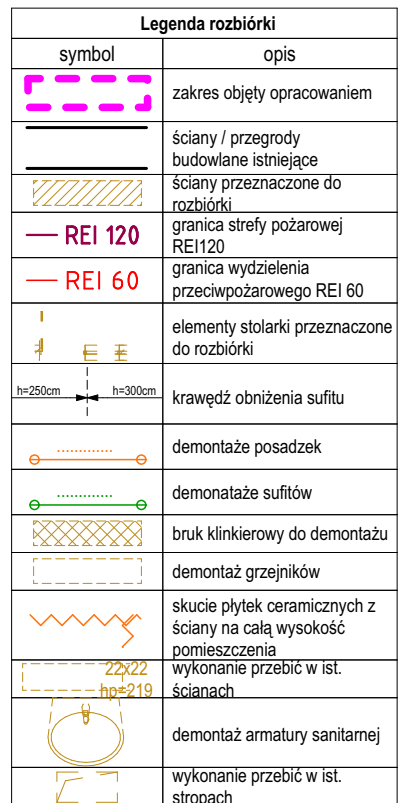 Legenda rozbiórki
symbol opis
zakres objęty opracowaniem
ściany / przegrody
budowlane istniejące
ściany przeznaczone do
rozbiórki
REI 120 granica strefy pożarowej
REI120
REI 60 granica wydzielenia
przeciwpożarowego REI 60
elementy stolarki przeznaczone
do rozbiórki
h=250cm h=300cm krawędź obniżenia sufitu
demontaże posadzek
demonataże sufitów
bruk klinkierowy do demontażu
demontaż grzejników
skucie płytek ceramicznych z
ściany na całą wysokość
pomieszczenia
22x22 wykonanie przebić w ist.
hp=219 ścianach
demontaż armatury sanitarnej
wykonanie przebić w ist.
stropach